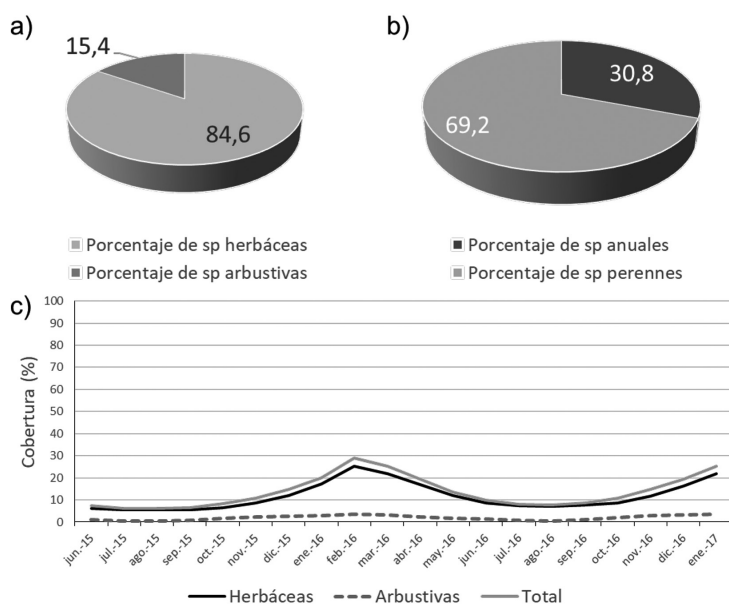 a)
15,4
84,6
Porcentaje de sp herbáceas
Porcentaje de sp arbustivas
b)
30,8
69,2
Porcentaje de sp anuales
Porcentaje de sp perennes
c)
Cobertura (%)
100
90
80
70
60
50
40
30
20
10
0
jun.-15
jul.-15
ago.-15
sep.-15
oct.-15
nov.-15
dic.-15
ene.-16
feb.-16
mar.-16
abr.-16
may.-16
jun.-16
jul.-16
ago.-16
sep.-16
oct.-16
nov.-16
dic.-16
ene.-17
Herbáceas
Arbustivas
Total